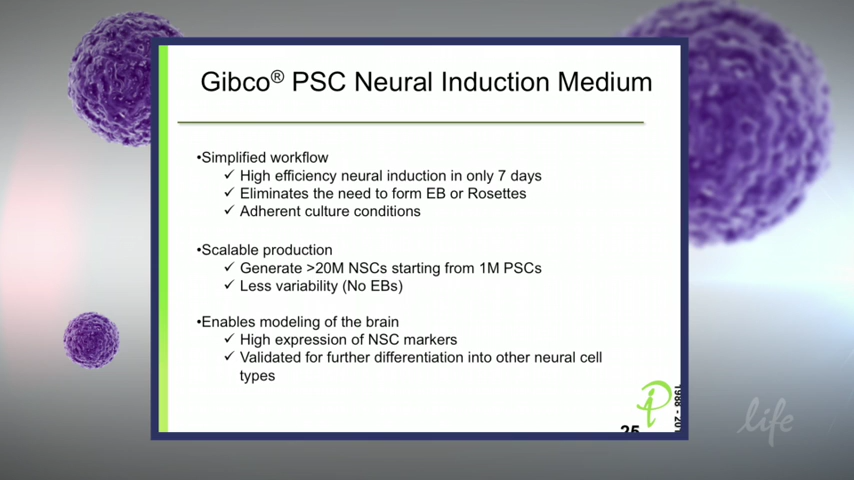 Gibco® PSC Neural Induction Medium
•Simplified workflow
✓ High efficiency neural induction in only 7 days
✓ Eliminates the need to form EB or Rosettes
✓ Adherent culture conditions
•Scalable production
✓ Generate >20M NSCs starting from 1M PSCs
✓ Less variability (No EBs)
•Enables modeling of the brain
✓ High expression of NSC markers
✓ Validated for further differentiation into other neural cell
types
25
life